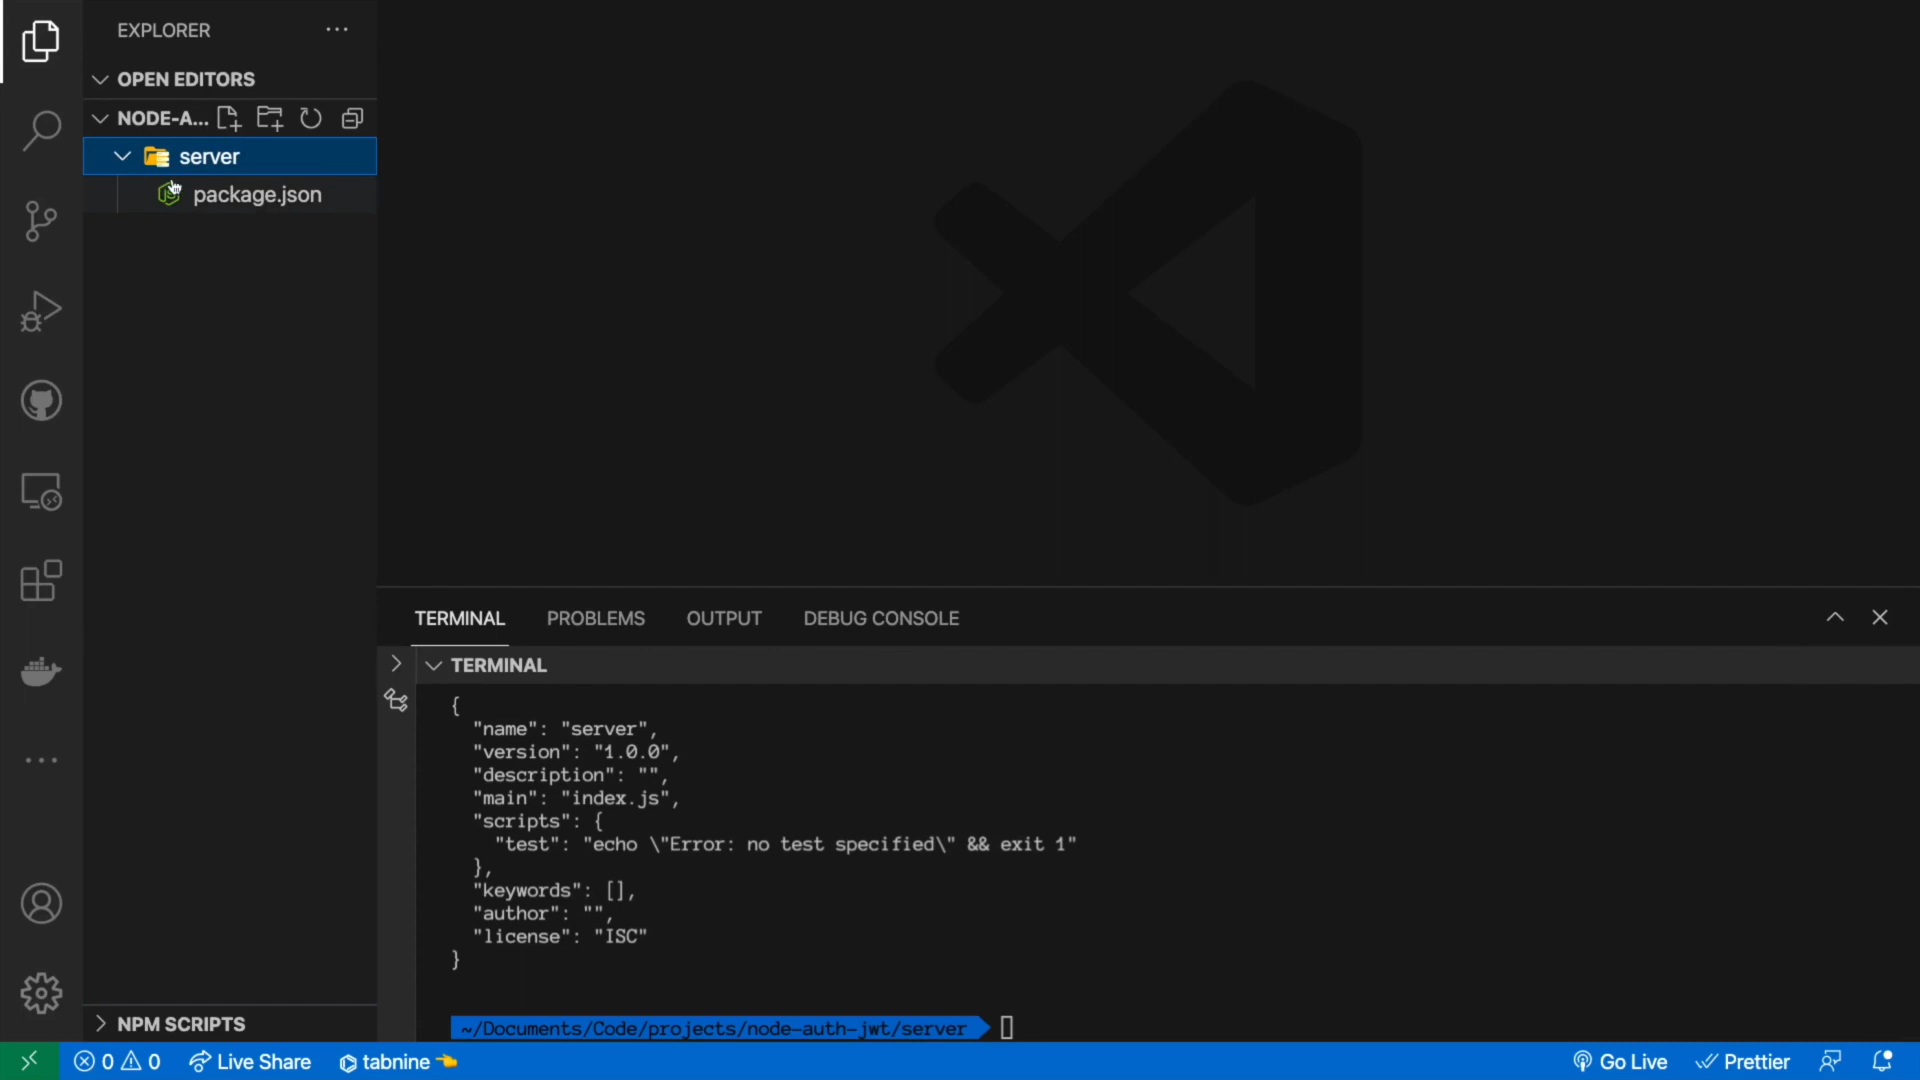 EXPLORER
OPEN EDITORS
NODE-A...
server
package.json
NPM SCRIPTS
TERMINAL PROBLEMS OUTPUT DEBUG CONSOLE
TERMINAL
{
"name": "server",
"version": "1.0.0",
"description": "",
"main": "index.js",
"scripts": {
"test": "echo \"Error: no test specified\" && exit 1"
},
"keywords": [],
"author": "",
"license": "ISC"
}
~/Documents/Code/projects/node-auth-jwt/server
0 0 Live Share tabnine Go Live Prettier